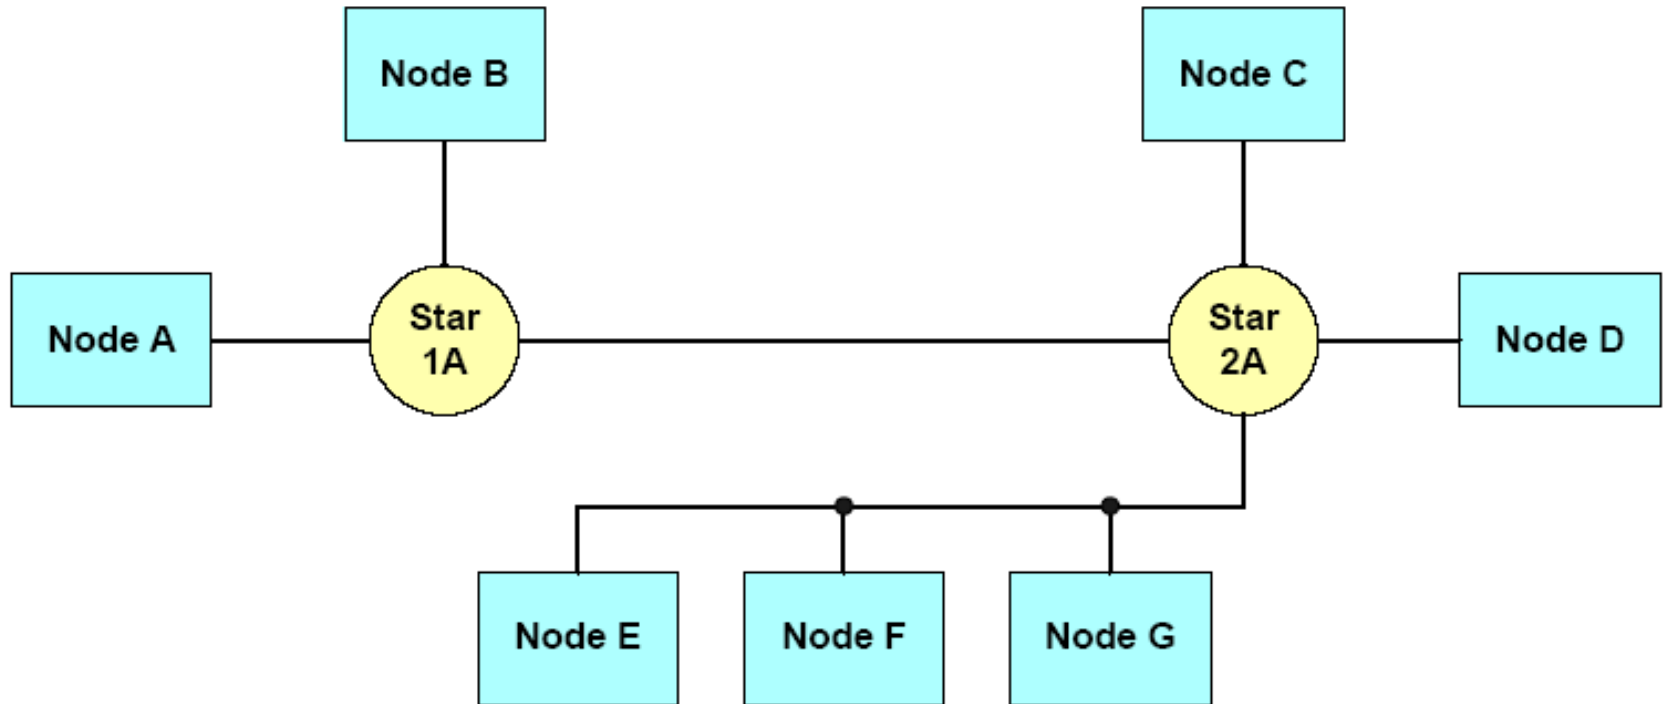 Node B
Node C
Node A
Star
1A
Star
2A
Node D
Node E
Node F
Node G